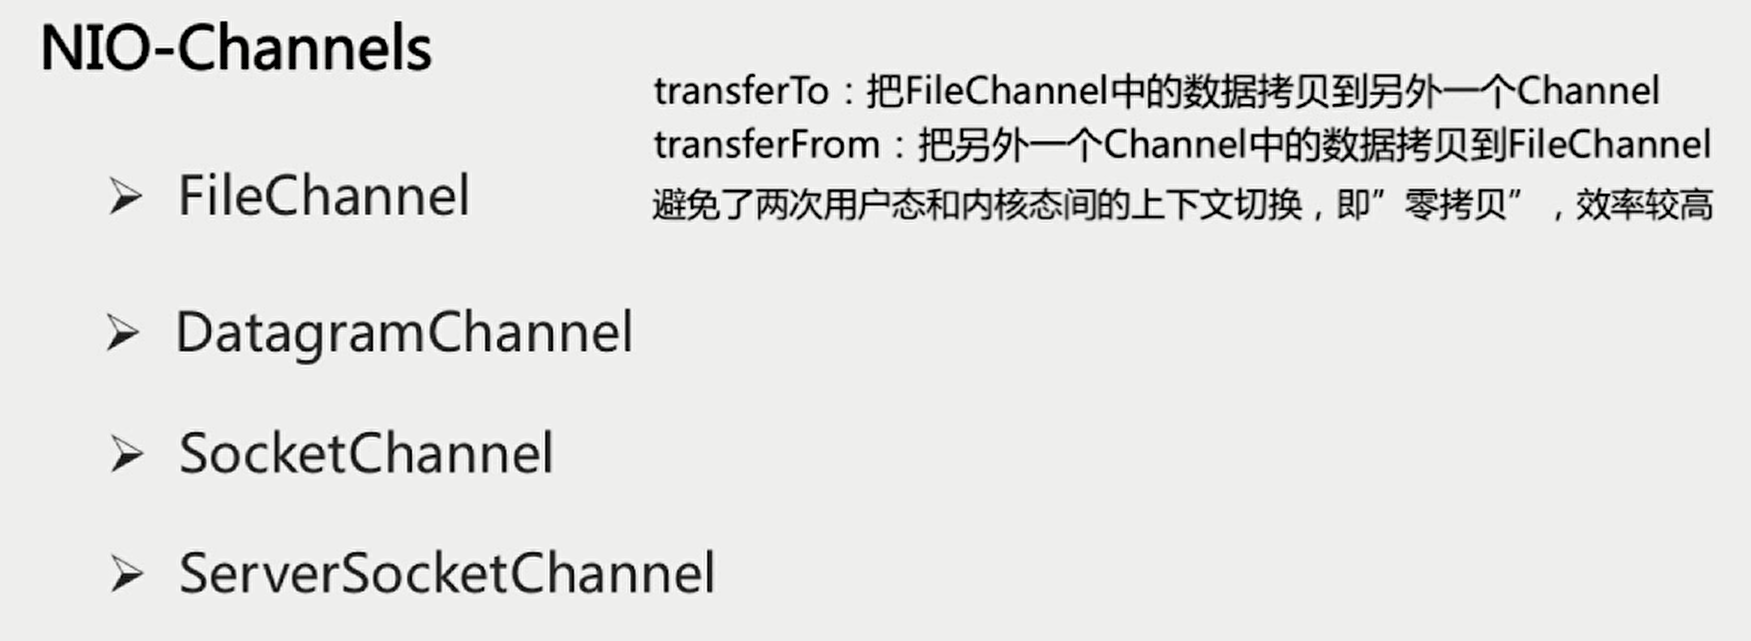 NIO-Channels
transferTo：把FileChannel中的数据拷贝到另外一个Channel
transferFrom：把另外一个Channel中的数据拷贝到FileChannel
避免了两次用户态和内核态间的上下文切换，即”零拷贝”，效率较高
➢ FileChannel
➢ DatagramChannel
➢ SocketChannel
➢ ServerSocketChannel